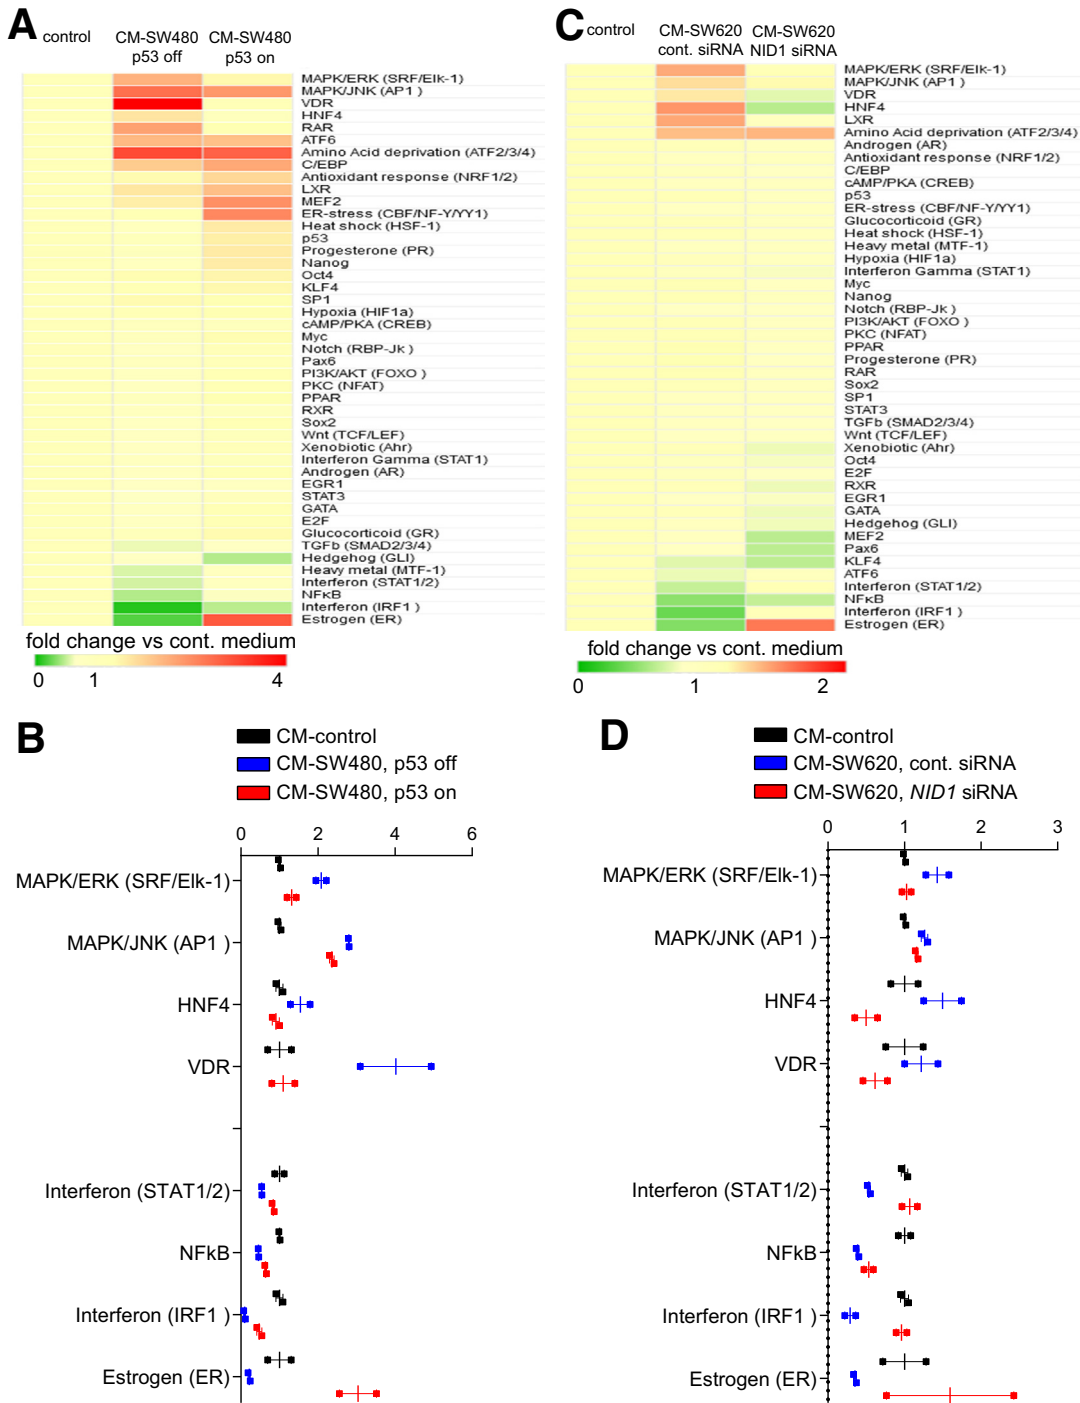 A
control
CM-SW480
p53 off
CM-SW480
p53 on
MAPK/ERK (SRF/Elk-1)
MAPK/JNK (AP1 )
VDR
HNF4
RAR
ATF6
Amino Acid deprivation (ATF2/3/4)
C/EBP
Antioxidant response (NRF1/2)
LXR
MEF2
ER-stress (CBF/NF-Y/YY1)
Heat shock (HSF-1)
p53
Progesterone (PR)
Nanog
Oct4
KLF4
SP1
Hypoxia (HIF1a)
cAMP/PKA (CREB)
Myc
Notch (RBP-Jk )
Pax6
PI3K/AKT (FOXO )
PKC (NFAT)
PPAR
RXR
Sox2
Wnt (TCF/LEF)
Xenobiotic (Ahr)
Interferon Gamma (STAT1)
Androgen (AR)
EGR1
STAT3
GATA
E2F
Glucocorticoid (GR)
TGFb (SMAD2/3/4)
Hedgehog (GLI)
Heavy metal (MTF-1)
Interferon (STAT1/2)
NFκB
Interferon (IRF1 )
Estrogen (ER)
fold change vs cont. medium
0 1 4
C
control
CM-SW620
cont. siRNA
CM-SW620
NID1 siRNA
MAPK/ERK (SRF/Elk-1)
MAPK/JNK (AP1 )
VDR
HNF4
LXR
Amino Acid deprivation (ATF2/3/4)
Androgen (AR)
Antioxidant response (NRF1/2)
C/EBP
cAMP/PKA (CREB)
p53
ER-stress (CBF/NF-Y/YY1)
Glucocorticoid (GR)
Heat shock (HSF-1)
Heavy metal (MTF-1)
Hypoxia (HIF1a)
Interferon Gamma (STAT1)
Myc
Nanog
Notch (RBP-Jk )
PI3K/AKT (FOXO )
PKC (NFAT)
PPAR
Progesterone (PR)
RAR
Sox2
SP1
STAT3
TGFb (SMAD2/3/4)
Wnt (TCF/LEF)
Xenobiotic (Ahr)
Oct4
E2F
RXR
EGR1
GATA
Hedgehog (GLI)
MEF2
Pax6
KLF4
ATF6
Interferon (STAT1/2)
NFκB
Interferon (IRF1 )
Estrogen (ER)
fold change vs cont. medium
0 1 2
B
CM-control
CM-SW480, p53 off
CM-SW480, p53 on
0 2 4 6
MAPK/ERK (SRF/Elk-1)
MAPK/JNK (AP1 )
HNF4
VDR
Interferon (STAT1/2)
NFkB
Interferon (IRF1 )
Estrogen (ER)
D
CM-control
CM-SW620, cont. siRNA
CM-SW620, NID1 siRNA
0 1 2 3
MAPK/ERK (SRF/Elk-1)
MAPK/JNK (AP1 )
HNF4
VDR
Interferon (STAT1/2)
NFkB
Interferon (IRF1 )
Estrogen (ER)